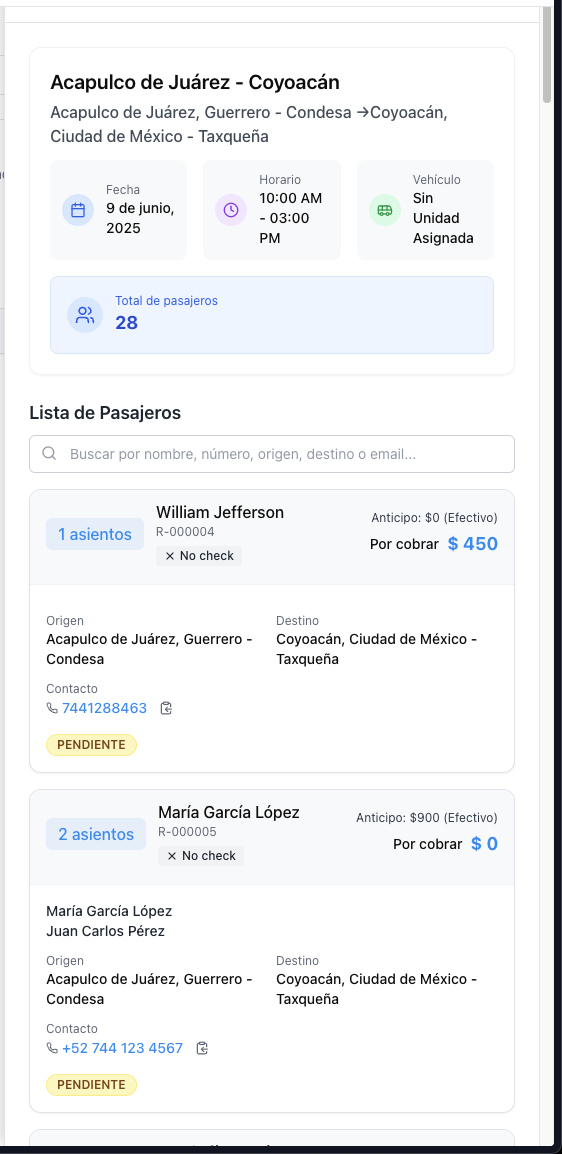 Acapulco de Juárez - Coyoacán
Acapulco de Juárez, Guerrero - Condesa →Coyoacán,
Ciudad de México - Taxqueña
Fecha
9 de junio,
2025
Horario
10:00 AM
- 03:00
PM
Vehículo
Sin
Unidad
Asignada
Total de pasajeros
28
Lista de Pasajeros
Buscar por nombre, número, origen, destino o email...
1 asientos
William Jefferson
R-000004
× No check
Anticipo: $0 (Efectivo)
Por cobrar $ 450
Origen
Acapulco de Juárez, Guerrero -
Condesa
Destino
Coyoacán, Ciudad de México -
Taxqueña
Contacto
7441288463
PENDIENTE
2 asientos
María García López
R-000005
× No check
Anticipo: $900 (Efectivo)
Por cobrar $ 0
María García López
Juan Carlos Pérez
Origen
Acapulco de Juárez, Guerrero -
Condesa
Destino
Coyoacán, Ciudad de México -
Taxqueña
Contacto
+52 744 123 4567
PENDIENTE